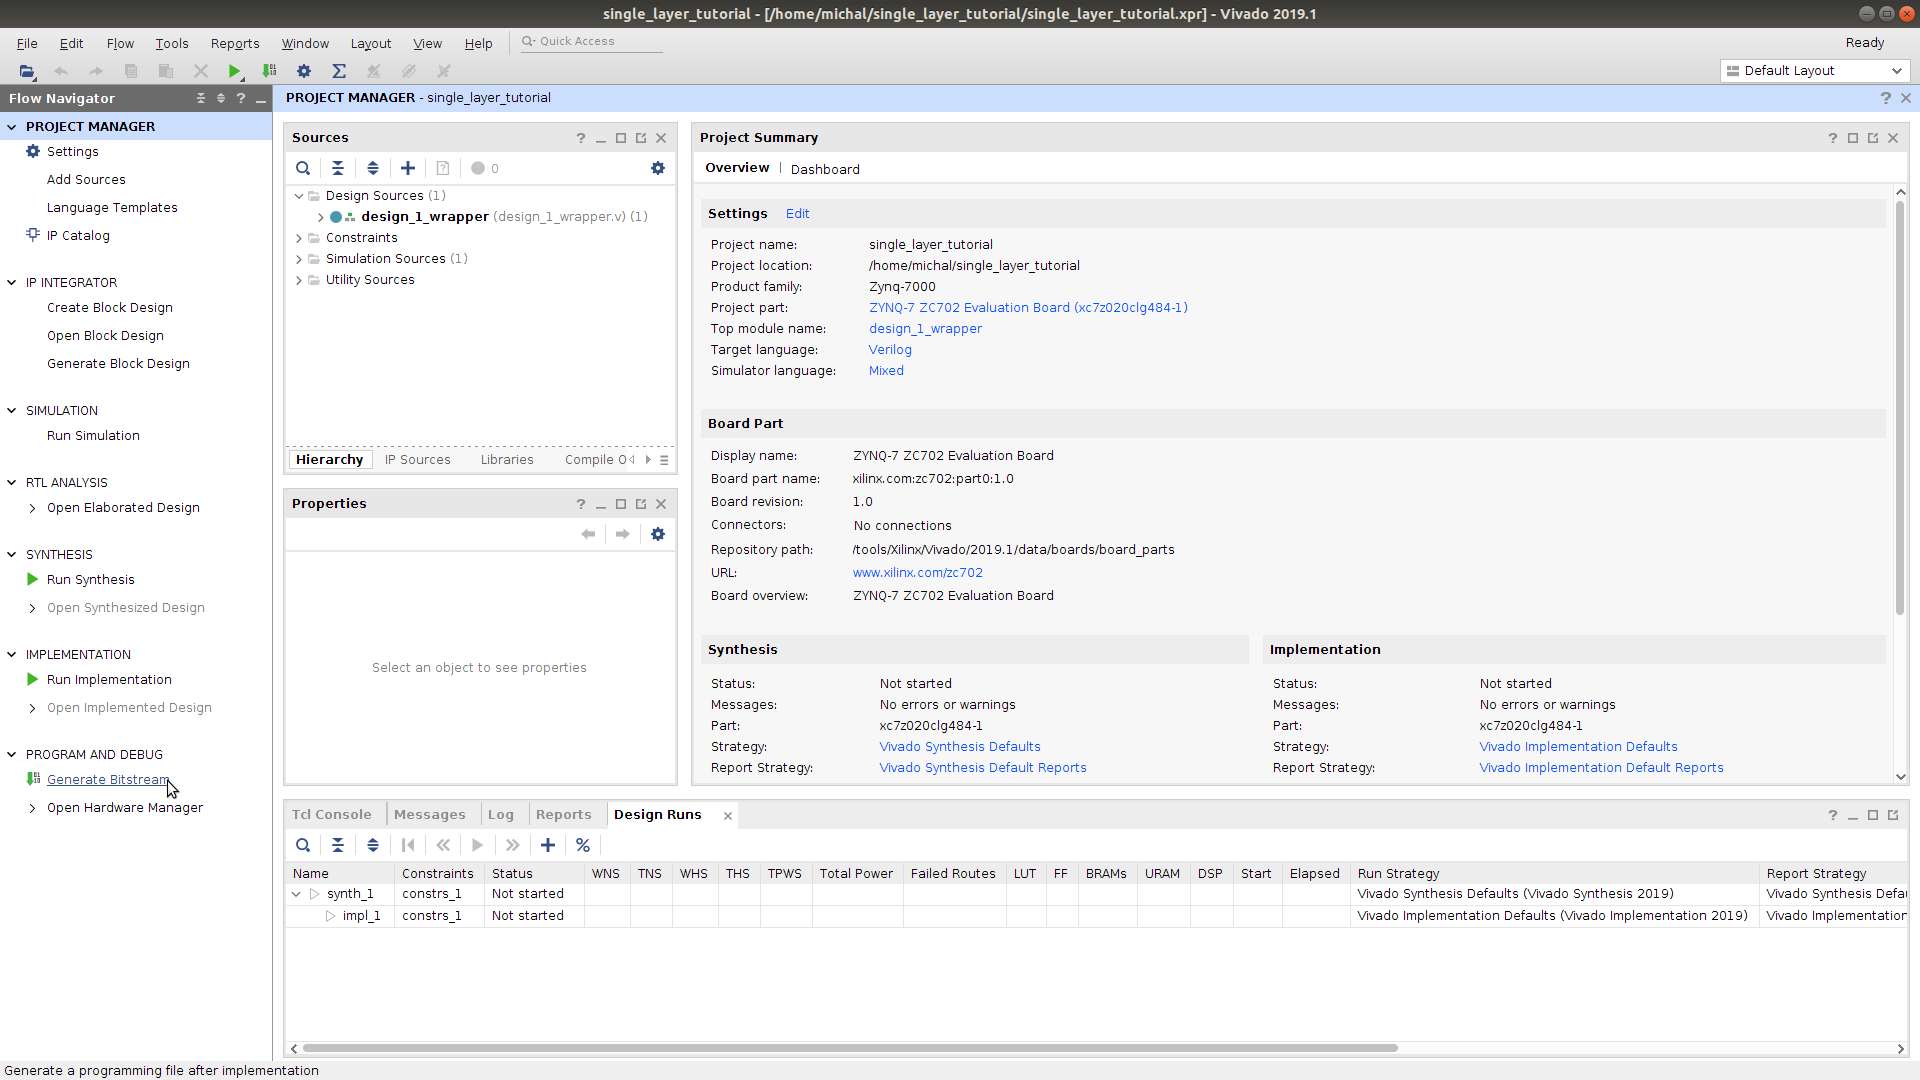 single_layer_tutorial - [/home/michal/single_layer_tutorial/single_layer_tutorial.xpr] - Vivado 2019.1
File Edit Flow Tools Reports Window Layout View Help Quick Access Ready
Default Layout
Flow Navigator
PROJECT MANAGER
Settings
Add Sources
Language Templates
IP Catalog
IP INTEGRATOR
Create Block Design
Open Block Design
Generate Block Design
SIMULATION
Run Simulation
RTL ANALYSIS
Open Elaborated Design
SYNTHESIS
Run Synthesis
Open Synthesized Design
IMPLEMENTATION
Run Implementation
Open Implemented Design
PROGRAM AND DEBUG
Generate Bitstream
Open Hardware Manager
PROJECT MANAGER - single_layer_tutorial
Sources
0
Design Sources (1)
design_1_wrapper (design_1_wrapper.v) (1)
Constraints
Simulation Sources (1)
Utility Sources
Hierarchy IP Sources Libraries Compile O
Properties
Select an object to see properties
Project Summary
Overview | Dashboard
Settings Edit
Project name: single_layer_tutorial
Project location: /home/michal/single_layer_tutorial
Product family: Zynq-7000
Project part: ZYNQ-7 ZC702 Evaluation Board (xc7z020clg484-1)
Top module name: design_1_wrapper
Target language: Verilog
Simulator language: Mixed
Board Part
Display name: ZYNQ-7 ZC702 Evaluation Board
Board part name: xilinx.com:zc702:part0:1.0
Board revision: 1.0
Connectors: No connections
Repository path: /tools/Xilinx/Vivado/2019.1/data/boards/board_parts
URL: www.xilinx.com/zc702
Board overview: ZYNQ-7 ZC702 Evaluation Board
Synthesis
Status: Not started
Messages: No errors or warnings
Part: xc7z020clg484-1
Strategy: Vivado Synthesis Defaults
Report Strategy: Vivado Synthesis Default Reports
Implementation
Status: Not started
Messages: No errors or warnings
Part: xc7z020clg484-1
Strategy: Vivado Implementation Defaults
Report Strategy: Vivado Implementation Default Reports
Tcl Console Messages Log Reports Design Runs
Name Constraints Status WNS TNS WHS THS TPWS Total Power Failed Routes LUT FF BRAMs URAM DSP Start Elapsed Run Strategy Report Strategy
synth_1 constrs_1 Not started Vivado Synthesis Defaults (Vivado Synthesis 2019) Vivado Synthesis Defau
impl_1 constrs_1 Not started Vivado Implementation Defaults (Vivado Implementation 2019) Vivado Implementation
Generate a programming file after implementation